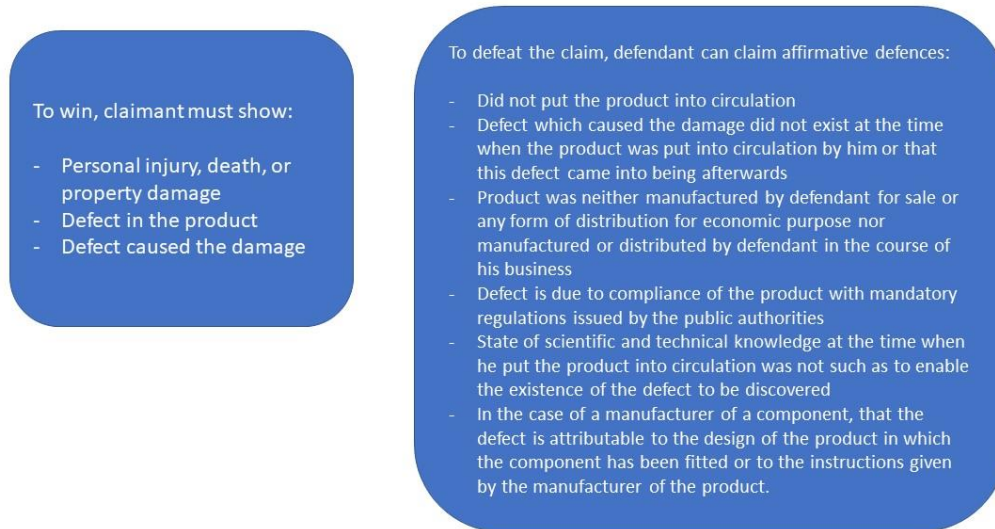 To win, claimant must show:
- Personal injury, death, or
property damage
- Defect in the product
- Defect caused the damage
To defeat the claim, defendant can claim affirmative defences:
- Did not put the product into circulation
- Defect which caused the damage did not exist at the time
when the product was put into circulation by him or that
this defect came into being afterwards
- Product was neither manufactured by defendant for sale or
any form of distribution for economic purpose nor
manufactured or distributed by defendant in the course of
his business
- Defect is due to compliance of the product with mandatory
regulations issued by the public authorities
- State of scientific and technical knowledge at the time when
he put the product into circulation was not such as to enable
the existence of the defect to be discovered
- In the case of a manufacturer of a component, that the
defect is attributable to the design of the product in which
the component has been fitted or to the instructions given
by the manufacturer of the product.